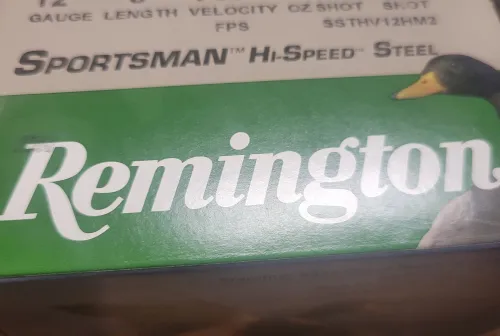 12
GAUGE LENGTH VELOCITY OZ SHOT SHOT
FPS SSTHV12HM2
SPORTSMAN™ HI-SPEED™ STEEL
Remington